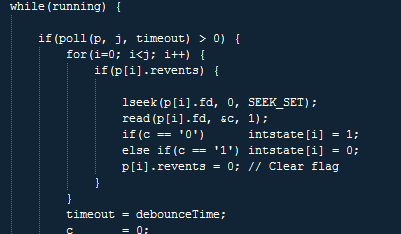 while(running) {
if(poll(p, j, timeout) > 0) {
for(i=0; i<j; i++) {
if(p[i].revents) {
lseek(p[i].fd, 0, SEEK_SET);
read(p[i].fd, &c, 1);
if(c == '0') intstate[i] = 1;
else if(c == '1') intstate[i] = 0;
p[i].revents = 0; // Clear flag
}
}
timeout = debounceTime;
c = 0;